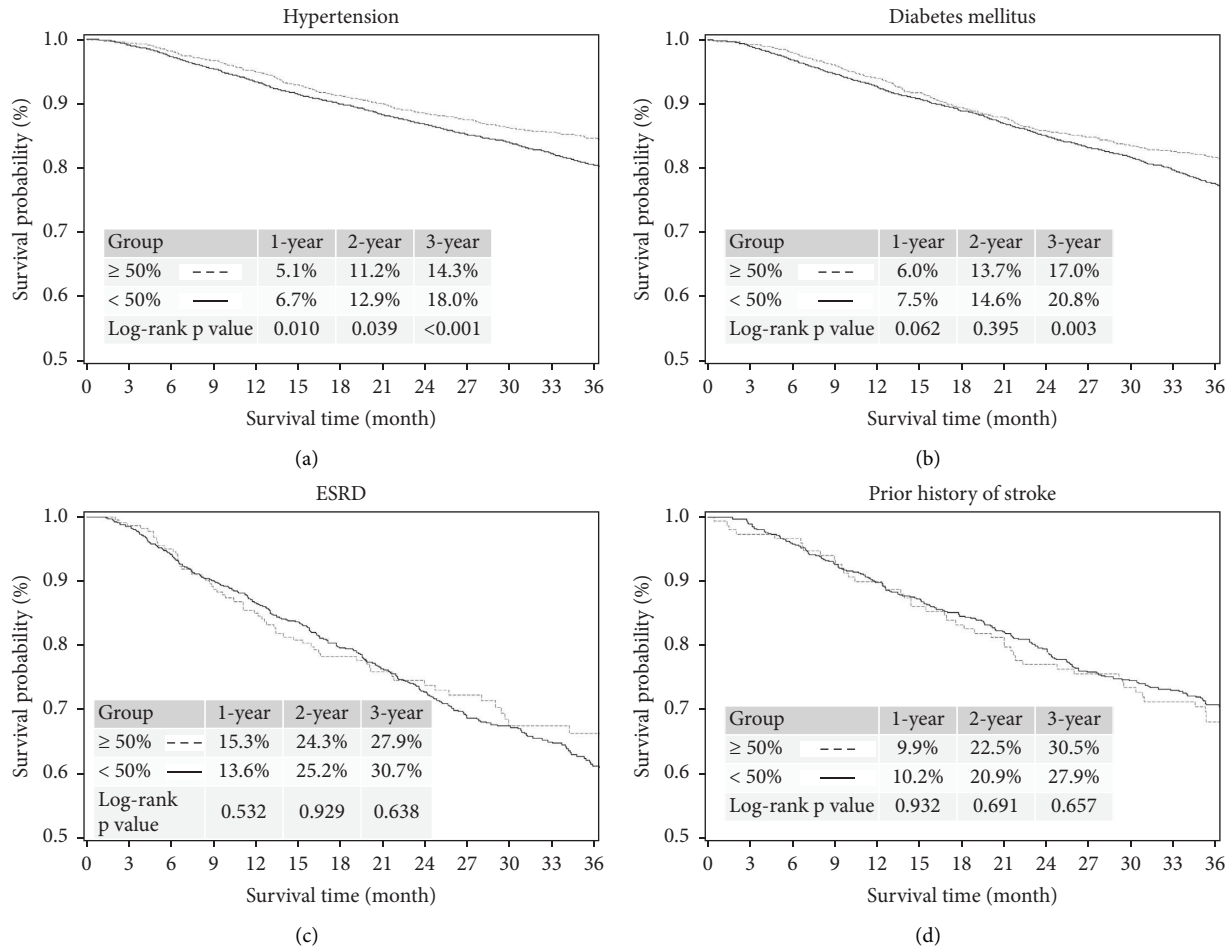 Hypertension
Survival probability (%)
1.0
0.9
0.8
0.7
0.6
0.5
Group 1-year 2-year 3-year
≥ 50% 5.1% 11.2% 14.3%
< 50% 6.7% 12.9% 18.0%
Log-rank p value 0.010 0.039 <0.001
0 3 6 9 12 15 18 21 24 27 30 33 36
Survival time (month)
(a)
Diabetes mellitus
Survival probability (%)
1.0
0.9
0.8
0.7
0.6
0.5
Group 1-year 2-year 3-year
≥ 50% 6.0% 13.7% 17.0%
< 50% 7.5% 14.6% 20.8%
Log-rank p value 0.062 0.395 0.003
0 3 6 9 12 15 18 21 24 27 30 33 36
Survival time (month)
(b)
ESRD
Survival probability (%)
1.0
0.9
0.8
0.7
0.6
0.5
Group 1-year 2-year 3-year
≥ 50% 15.3% 24.3% 27.9%
< 50% 13.6% 25.2% 30.7%
Log-rank
p value 0.532 0.929 0.638
0 3 6 9 12 15 18 21 24 27 30 33 36
Survival time (month)
(c)
Prior history of stroke
Survival probability (%)
1.0
0.9
0.8
0.7
0.6
0.5
Group 1-year 2-year 3-year
≥ 50% 9.9% 22.5% 30.5%
< 50% 10.2% 20.9% 27.9%
Log-rank p value 0.932 0.691 0.657
0 3 6 9 12 15 18 21 24 27 30 33 36
Survival time (month)
(d)